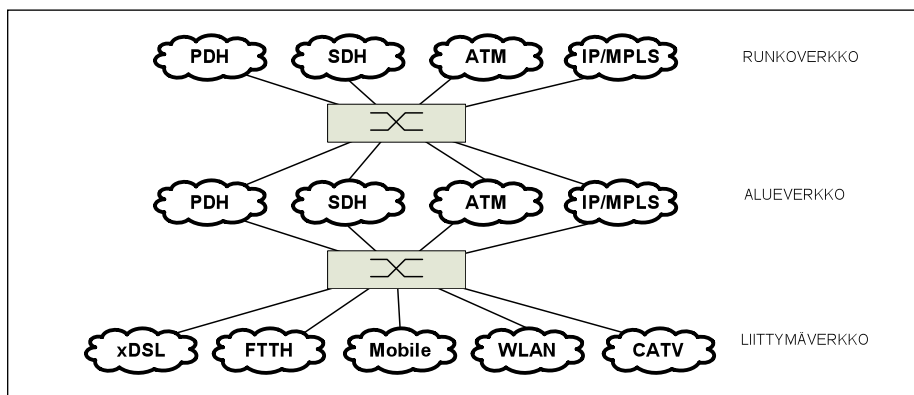 PDH SDH ATM IP/MPLS RUNKOVERKKO
PDH SDH ATM IP/MPLS ALUEVERKKO
xDSL FTTH Mobile WLAN CATV LIITTYMÄVERKKO